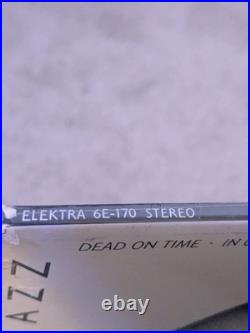 ELEKTRA 6E-170 STEREO
DEAD ON TIME · IN
AZZ